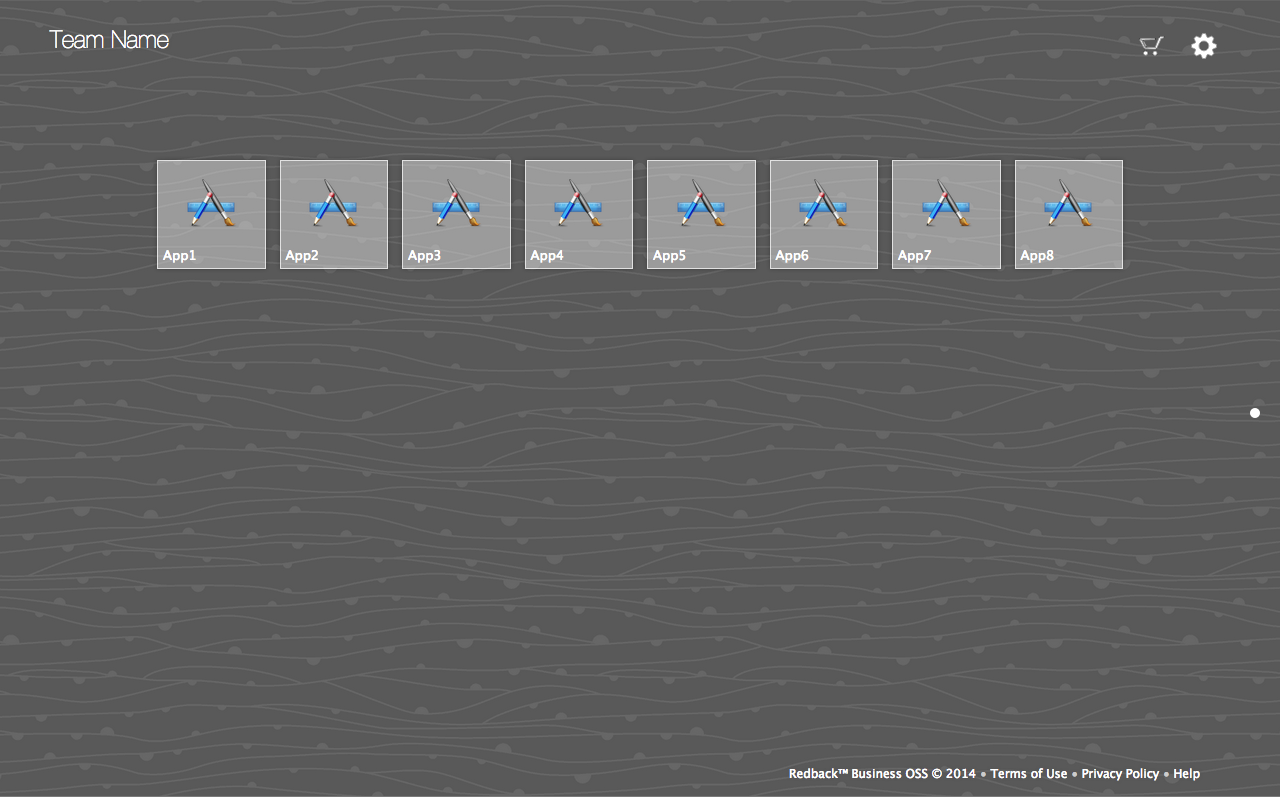 Team Name
App1 App2 App3 App4 App5 App6 App7 App8
Redback™ Business OSS © 2014 • Terms of Use • Privacy Policy • Help